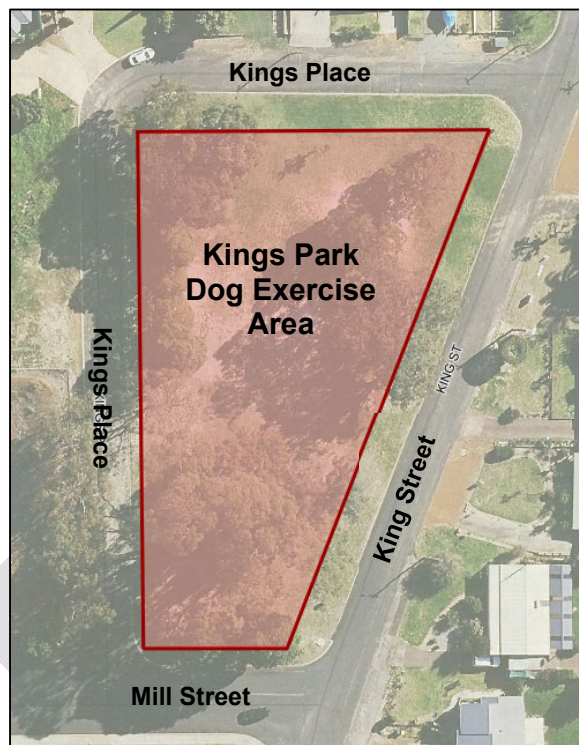 Kings Place
Kings Park
Dog Exercise
Area
Kings Place
KING ST
King Street
Mill Street